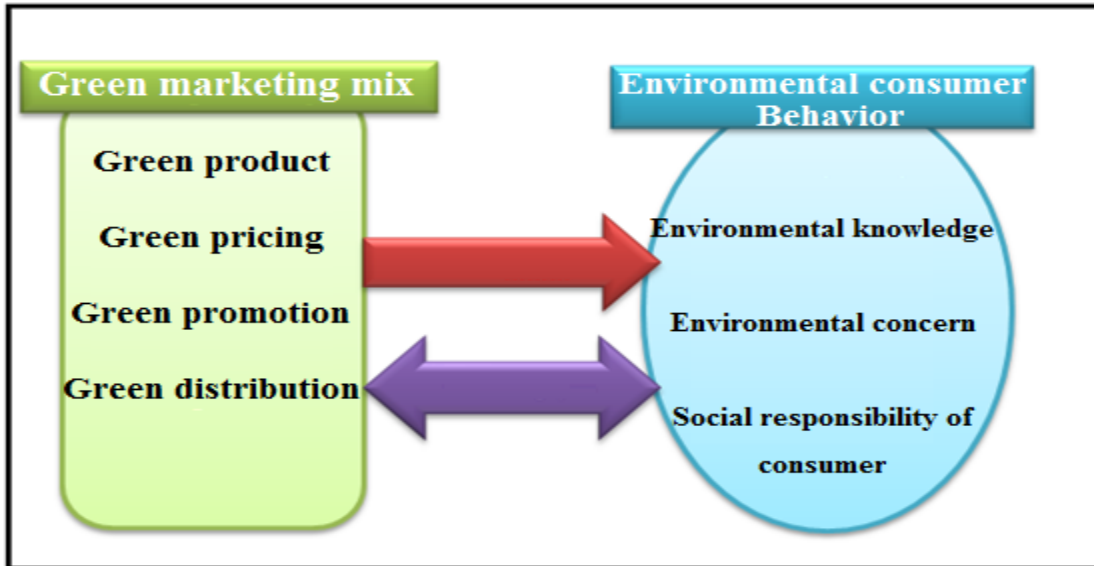 Green marketing mix
Green product
Green pricing
Green promotion
Green distribution
Environmental consumer
Behavior
Environmental knowledge
Environmental concern
Social responsibility of
consumer